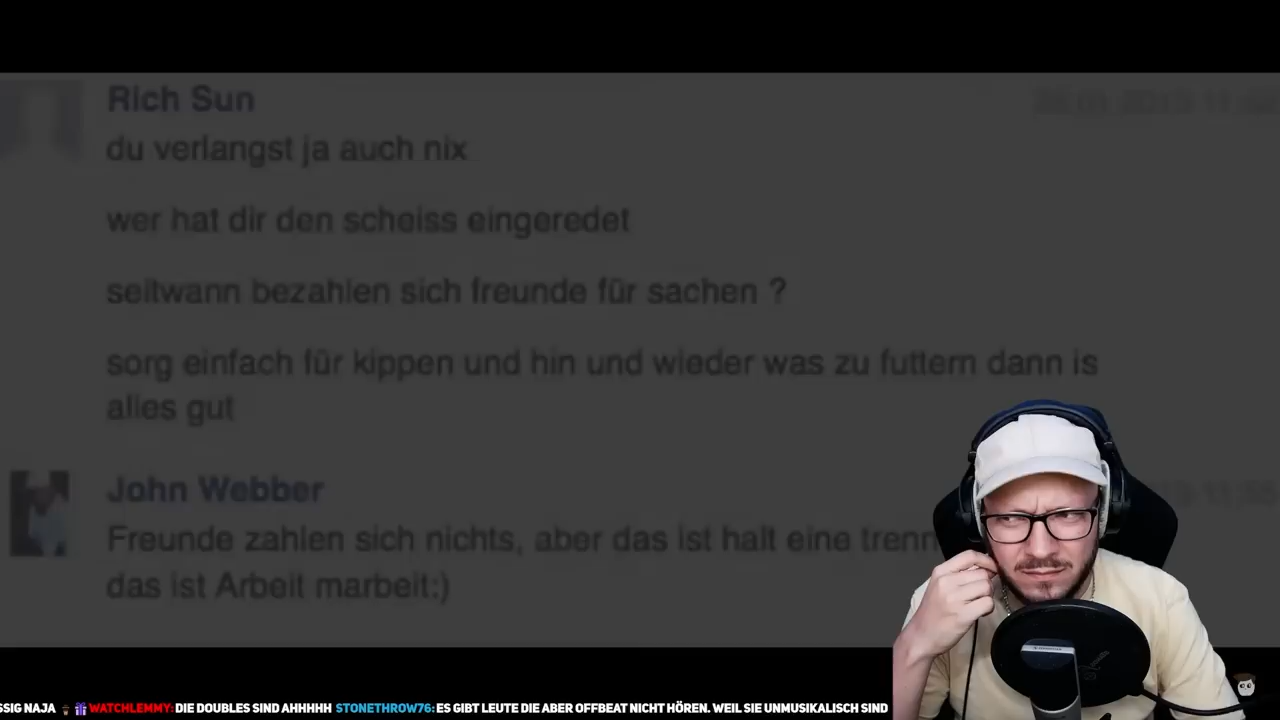 Rich Sun
du verlangst ja auch nix
wer hat dir den scheiss eingeredet
seitwann bezahlen sich freunde für sachen ?
sorg einfach für kippen und hin und wieder was zu futtern dann is
alles gut
John Webber
Freunde zahlen sich nichts, aber das ist halt eine trenn
das ist Arbeit marbeit:)
SSIG NAJA WATCHLEMMY: DIE DOUBLES SIND AHHHHH STONETHROW76: ES GIBT LEUTE DIE ABER OFFBEAT NICHT HÖREN. WEIL SIE UNMUSIKALISCH SIND